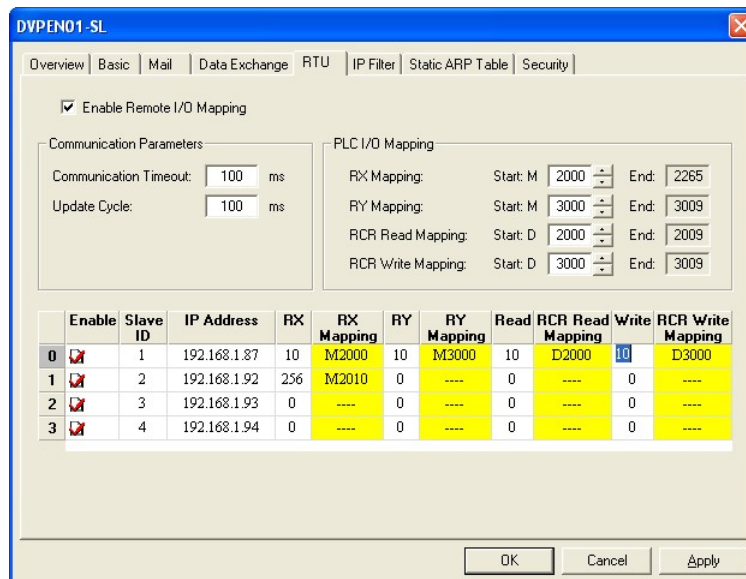 DVPEN01-SL
Overview Basic Mail Data Exchange RTU IP Filter Static ARP Table Security
Enable Remote I/O Mapping
Communication Parameters
Communication Timeout: 100 ms
Update Cycle: 100 ms
PLC I/O Mapping
RX Mapping: Start: M 2000 End: 2265
RY Mapping: Start: M 3000 End: 3009
RCR Read Mapping: Start: D 2000 End: 2009
RCR Write Mapping: Start: D 3000 End: 3009
Enable Slave ID IP Address RX RX Mapping RY RY Mapping Read RCR Read Mapping Write RCR Write Mapping
0 1 192.168.1.87 10 M2000 10 M3000 10 D2000 10 D3000
1 2 192.168.1.92 256 M2010 0 ---- 0 ---- 0 ----
2 3 192.168.1.93 0 ---- 0 ---- 0 ---- 0 ----
3 4 192.168.1.94 0 ---- 0 ---- 0 ---- 0 ----
OK Cancel Apply